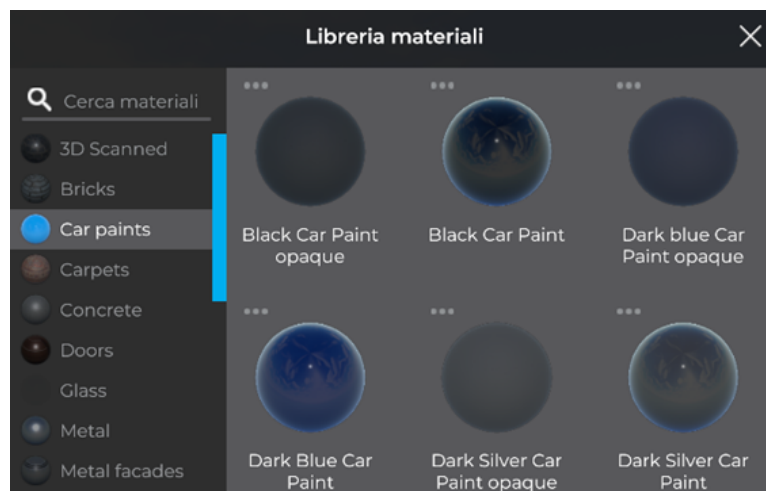 Libreria materiali
Cerca materiali
3D Scanned
Bricks
Car paints
Carpets
Concrete
Doors
Glass
Metal
Metal facades
Black Car Paint
opaque
Black Car Paint
Dark blue Car
Paint opaque
Dark Blue Car
Paint
Dark Silver Car
Paint opaque
Dark Silver Car
Paint